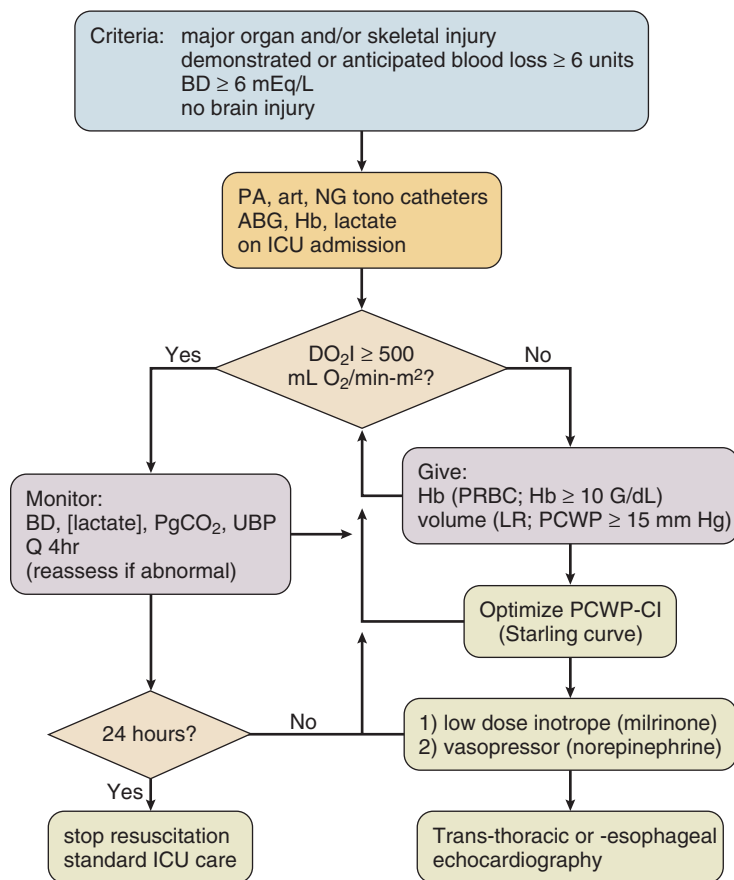 Criteria: major organ and/or skeletal injury
demonstrated or anticipated blood loss ≥ 6 units
BD ≥ 6 mEq/L
no brain injury
PA, art, NG tono catheters
ABG, Hb, lactate
on ICU admission
Yes
DO₂I ≥ 500
mL O₂/min-m²?
No
Monitor:
BD, [lactate], PgCO₂, UBP
Q 4hr
(reassess if abnormal)
Give:
Hb (PRBC; Hb ≥ 10 G/dL)
volume (LR; PCWP ≥ 15 mm Hg)
Optimize PCWP-CI
(Starling curve)
24 hours?
No
1) low dose inotrope (milrinone)
2) vasopressor (norepinephrine)
Yes
stop resuscitation
standard ICU care
Trans-thoracic or -esophageal
echocardiography